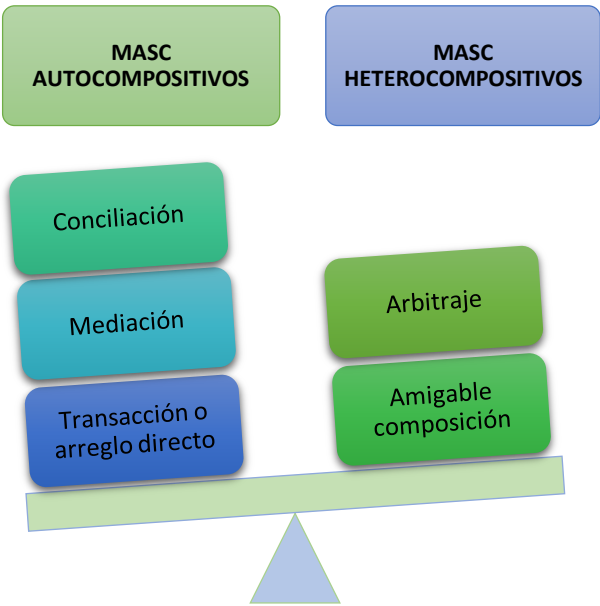 MASC
AUTOCOMPOSITIVOS
MASC
HETEROCOMPOSITIVOS
Conciliación
Mediación
Transacción o
arreglo directo
Arbitraje
Amigable
composición